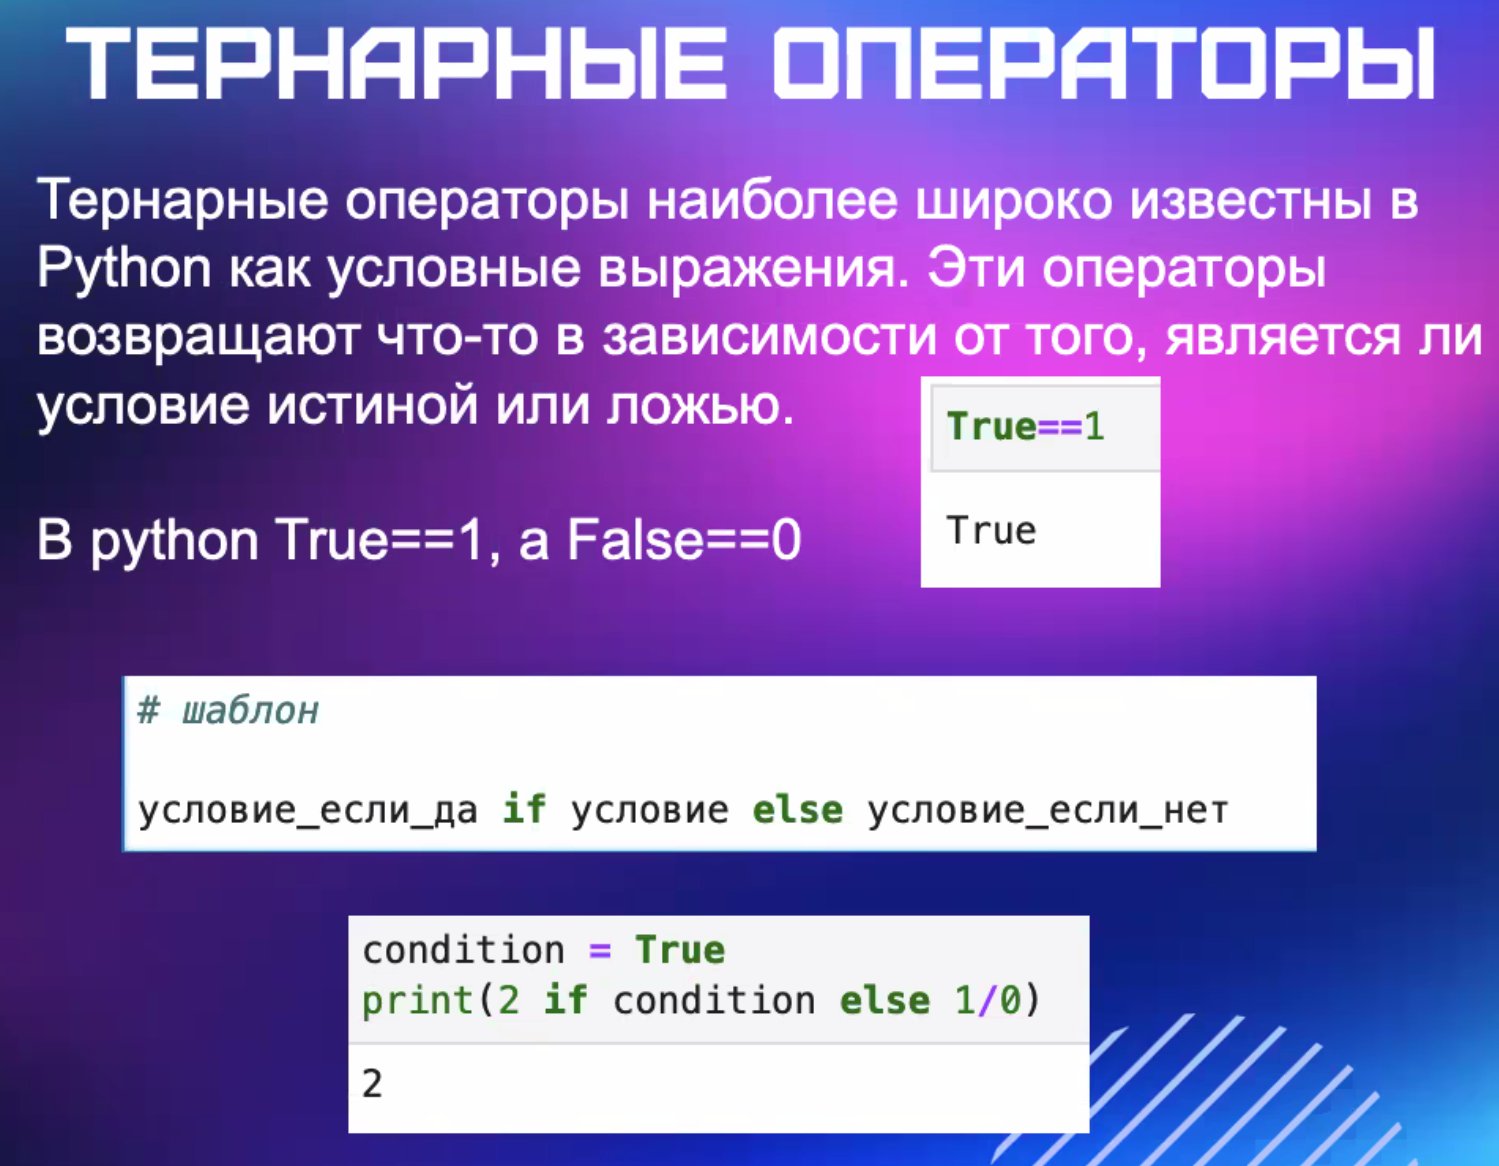 ТЕРНАРНЫЕ ОПЕРАТОРЫ
Тернарные операторы наиболее широко известны в
Python как условные выражения. Эти операторы
возвращают что-то в зависимости от того, является ли
условие истиной или ложью.
True==1
True
В python True==1, а False==0
# шаблон
условие_если_да if условие else условие_если_нет
condition = True
print(2 if condition else 1/0)
2